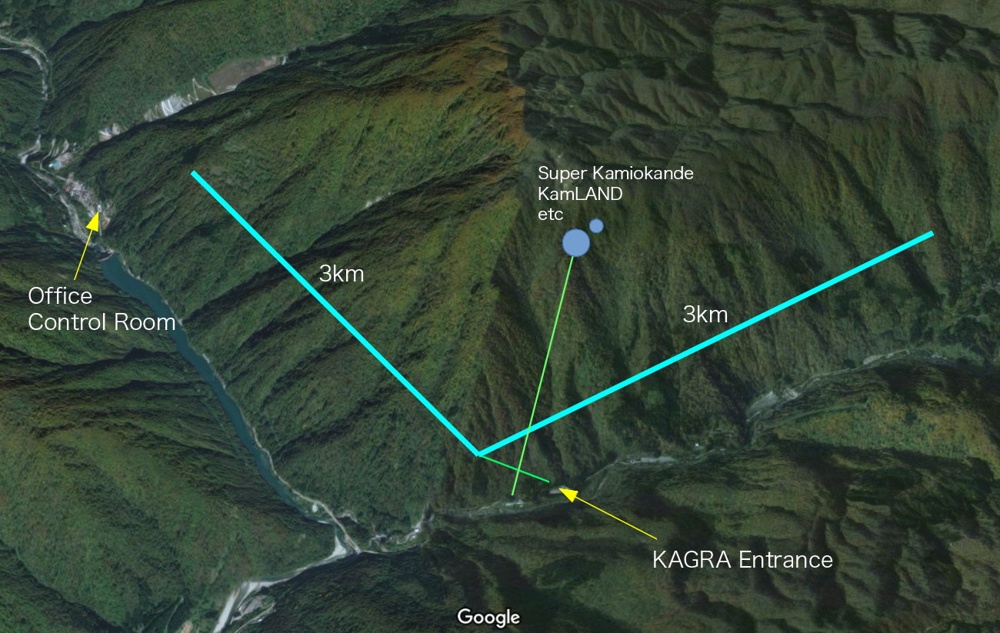 Super Kamiokande
KamLAND
etc
3km
3km
Office
Control Room
KAGRA Entrance
Google